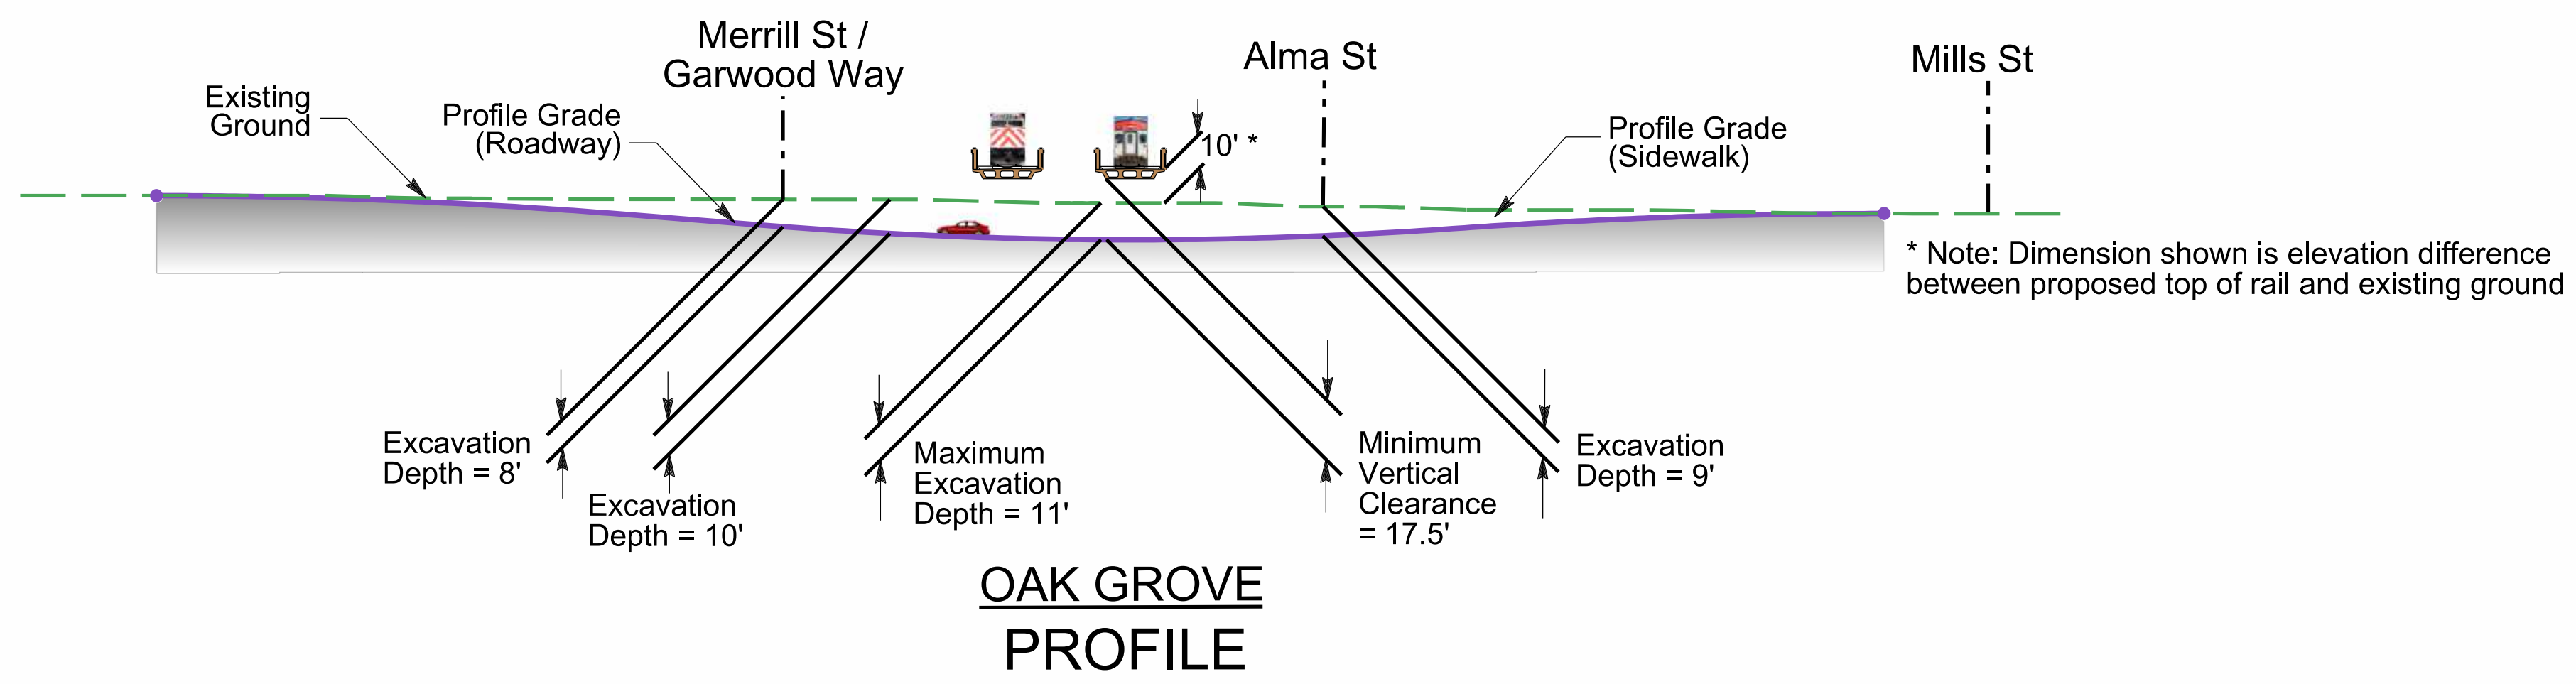 Merrill St /
Garwood Way
Alma St
Mills St
Existing
Ground
Profile Grade
(Roadway)
10' *
Profile Grade
(Sidewalk)
* Note: Dimension shown is elevation difference
between proposed top of rail and existing ground
Excavation
Depth = 8'
Excavation
Depth = 10'
Maximum
Excavation
Depth = 11'
Minimum
Vertical
Clearance
= 17.5'
Excavation
Depth = 9'
OAK GROVE
PROFILE